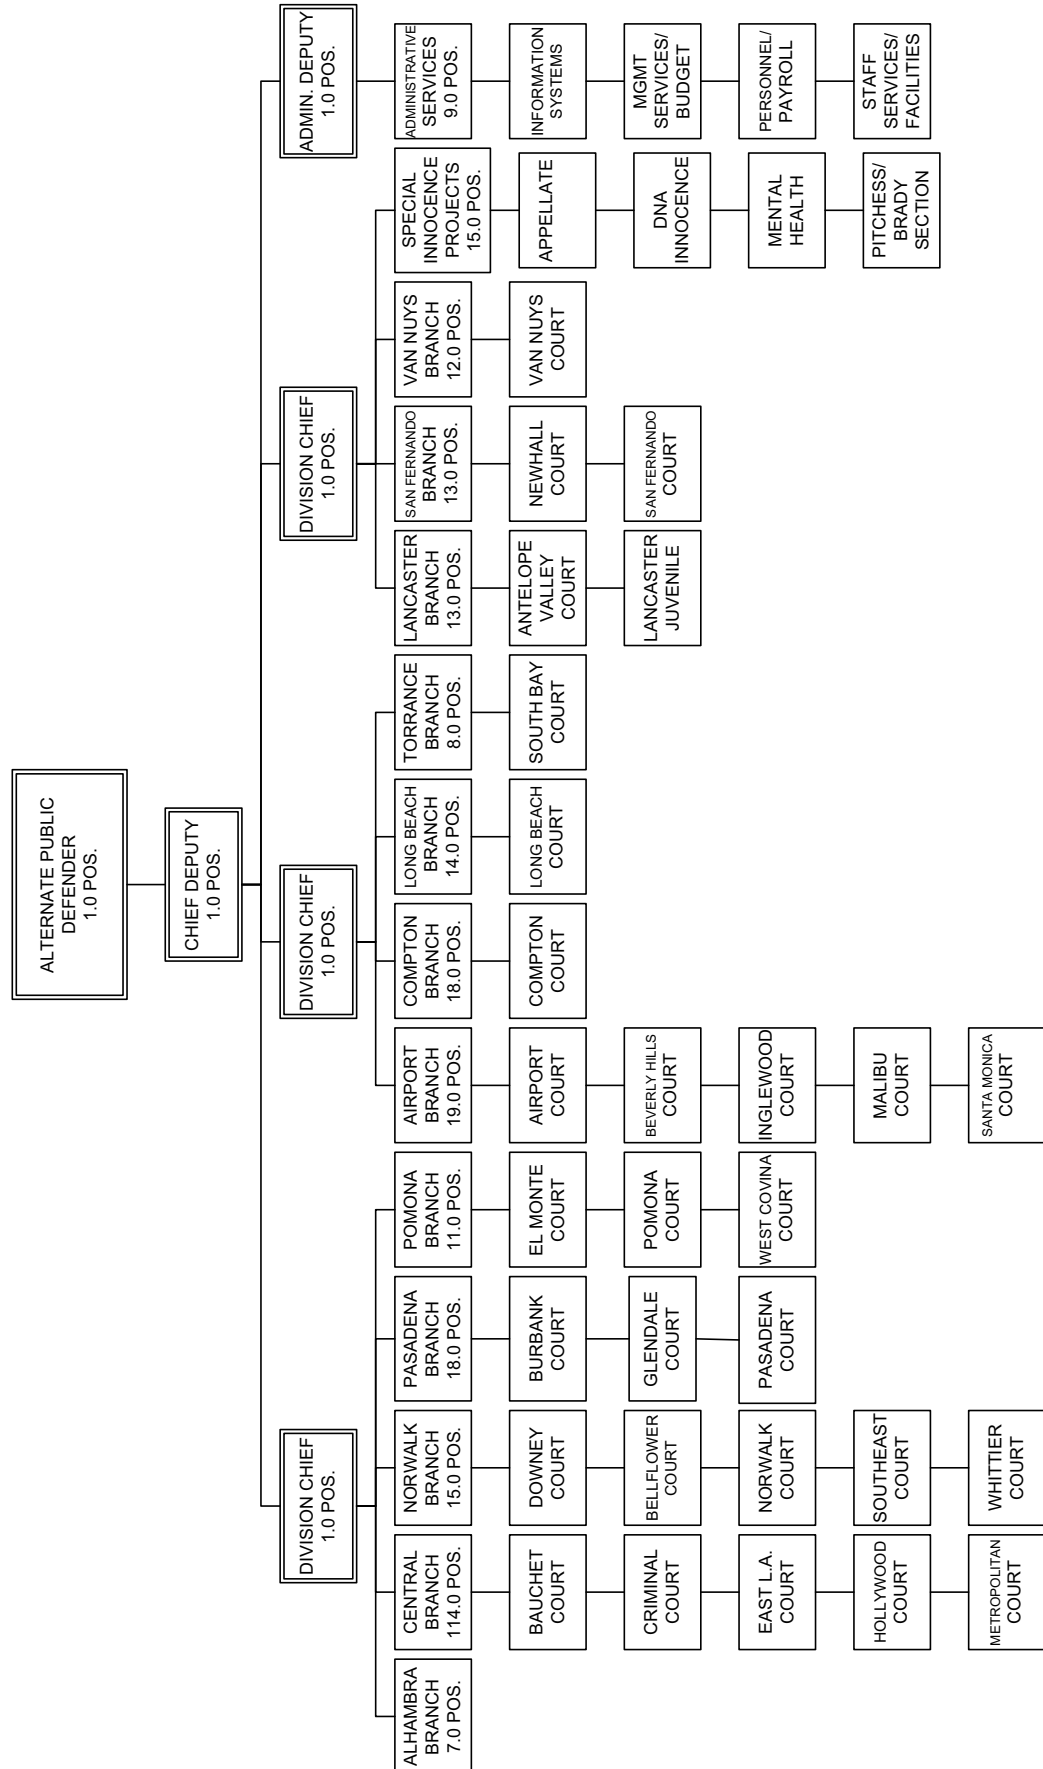 ALTERNATE PUBLIC
DEFENDER
1.0 POS.
CHIEF DEPUTY
1.0 POS.
DIVISION CHIEF
1.0 POS.
DIVISION CHIEF
1.0 POS.
DIVISION CHIEF
1.0 POS.
ADMIN. DEPUTY
1.0 POS.
ALHAMBRA
BRANCH
7.0 POS.
CENTRAL
BRANCH
114.0 POS.
BAUCHET
COURT
CRIMINAL
COURT
EAST L.A.
COURT
HOLLYWOOD
COURT
METROPOLITAN
COURT
NORWALK
BRANCH
15.0 POS.
DOWNEY
COURT
BELLFLOWER
COURT
NORWALK
COURT
SOUTHEAST
COURT
WHITTIER
COURT
PASADENA
BRANCH
18.0 POS.
BURBANK
COURT
GLENDALE
COURT
PASADENA
COURT
POMONA
BRANCH
11.0 POS.
EL MONTE
COURT
POMONA
COURT
WEST COVINA
COURT
AIRPORT
BRANCH
19.0 POS.
AIRPORT
COURT
BEVERLY HILLS
COURT
INGLEWOOD
COURT
MALIBU
COURT
SANTA MONICA
COURT
COMPTON
BRANCH
18.0 POS.
COMPTON
COURT
LONG BEACH
BRANCH
14.0 POS.
LONG BEACH
COURT
TORRANCE
BRANCH
8.0 POS.
SOUTH BAY
COURT
LANCASTER
BRANCH
13.0 POS.
ANTELOPE
VALLEY
COURT
LANCASTER
JUVENILE
SAN FERNANDO
BRANCH
13.0 POS.
NEWHALL
COURT
SAN FERNANDO
COURT
VAN NUYS
BRANCH
12.0 POS.
VAN NUYS
COURT
SPECIAL
INNOCENCE
PROJECTS
15.0 POS.
APPELLATE
DNA
INNOCENCE
MENTAL
HEALTH
PITCHESS/
BRADY
SECTION
ADMINISTRATIVE
SERVICES
9.0 POS.
INFORMATION
SYSTEMS
MGMT
SERVICES/
BUDGET
PERSONNEL/
PAYROLL
STAFF
SERVICES/
FACILITIES